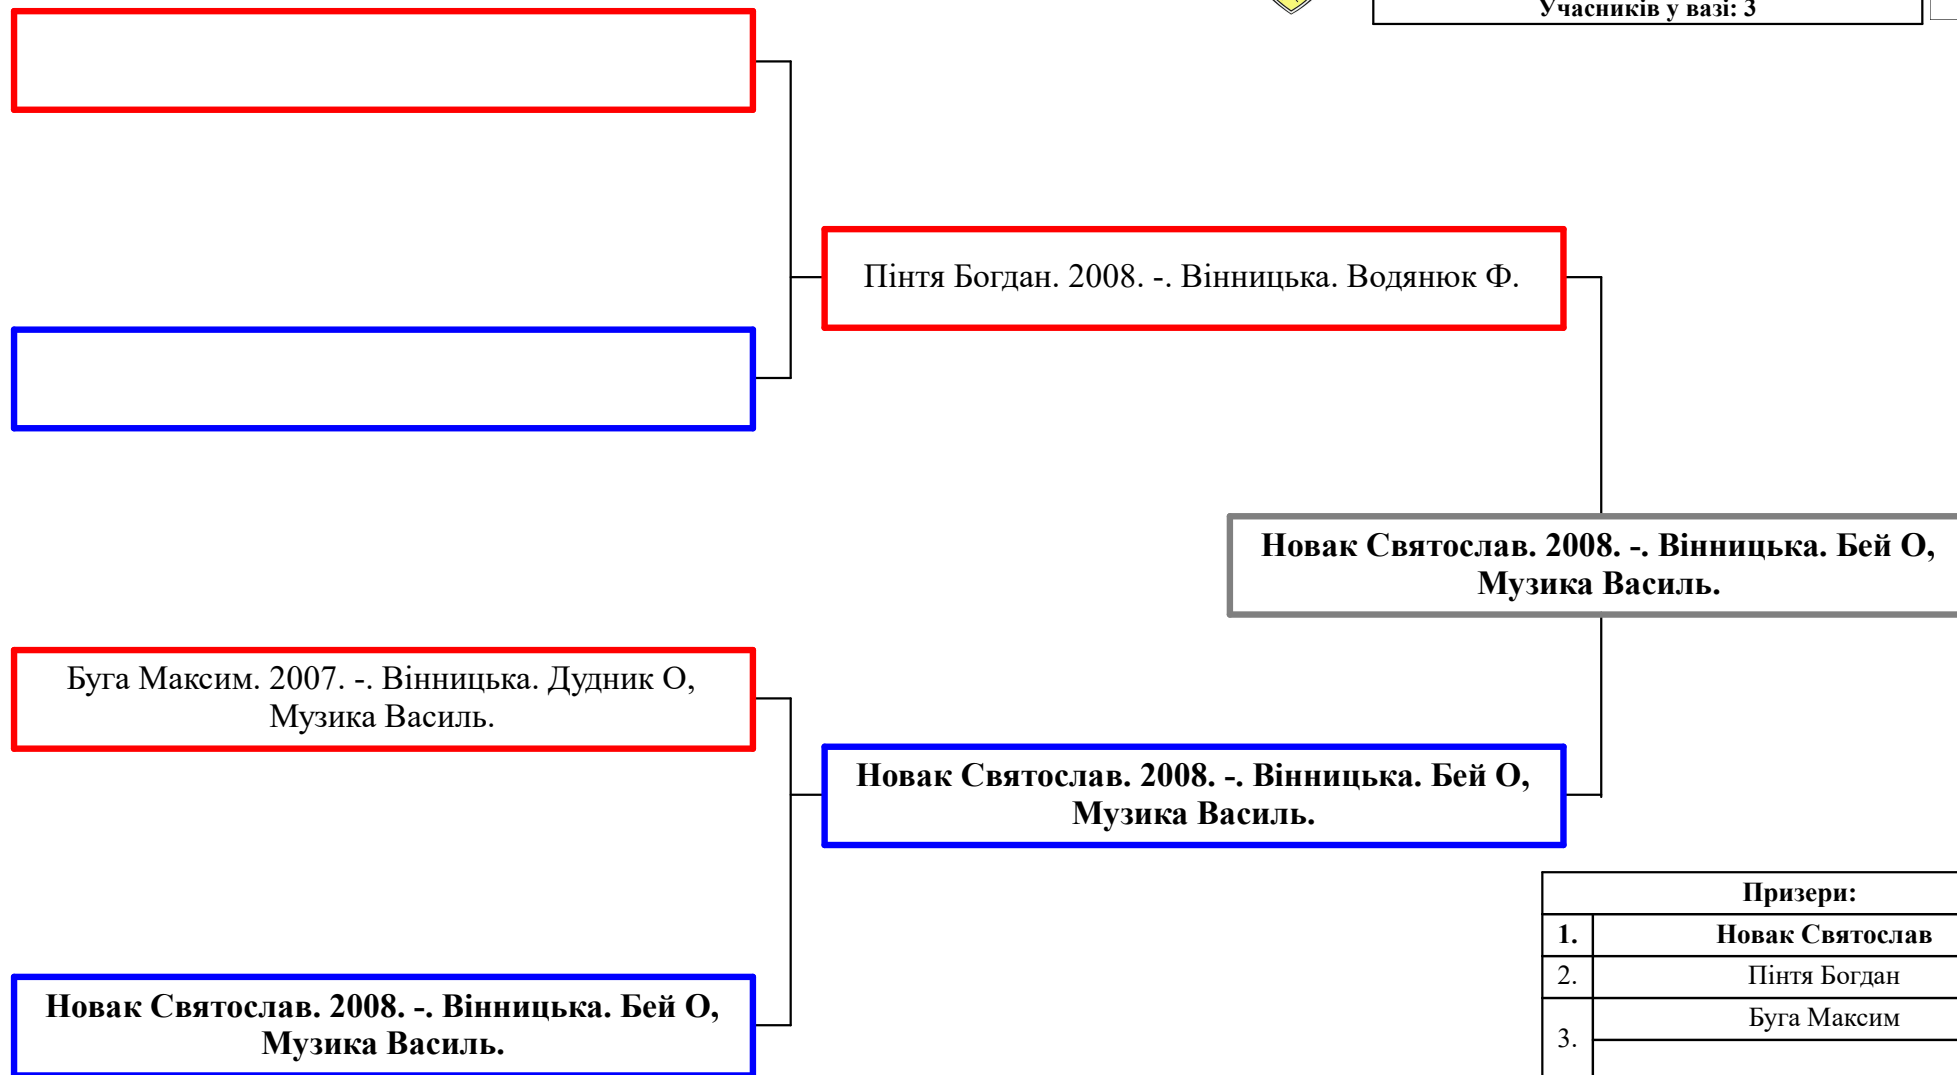 Учасників у вазі: 3
Пінтя Богдан. 2008. -. Вінницька. Водянюк Ф.
Новак Святослав. 2008. -. Вінницька. Бей О,
Музика Василь.
Буга Максим. 2007. -. Вінницька. Дудник О,
Музика Василь.
Новак Святослав. 2008. -. Вінницька. Бей О,
Музика Василь.
Новак Святослав. 2008. -. Вінницька. Бей О,
Музика Василь.
Призери:
1. Новак Святослав
2. Пінтя Богдан
3. Буга Максим